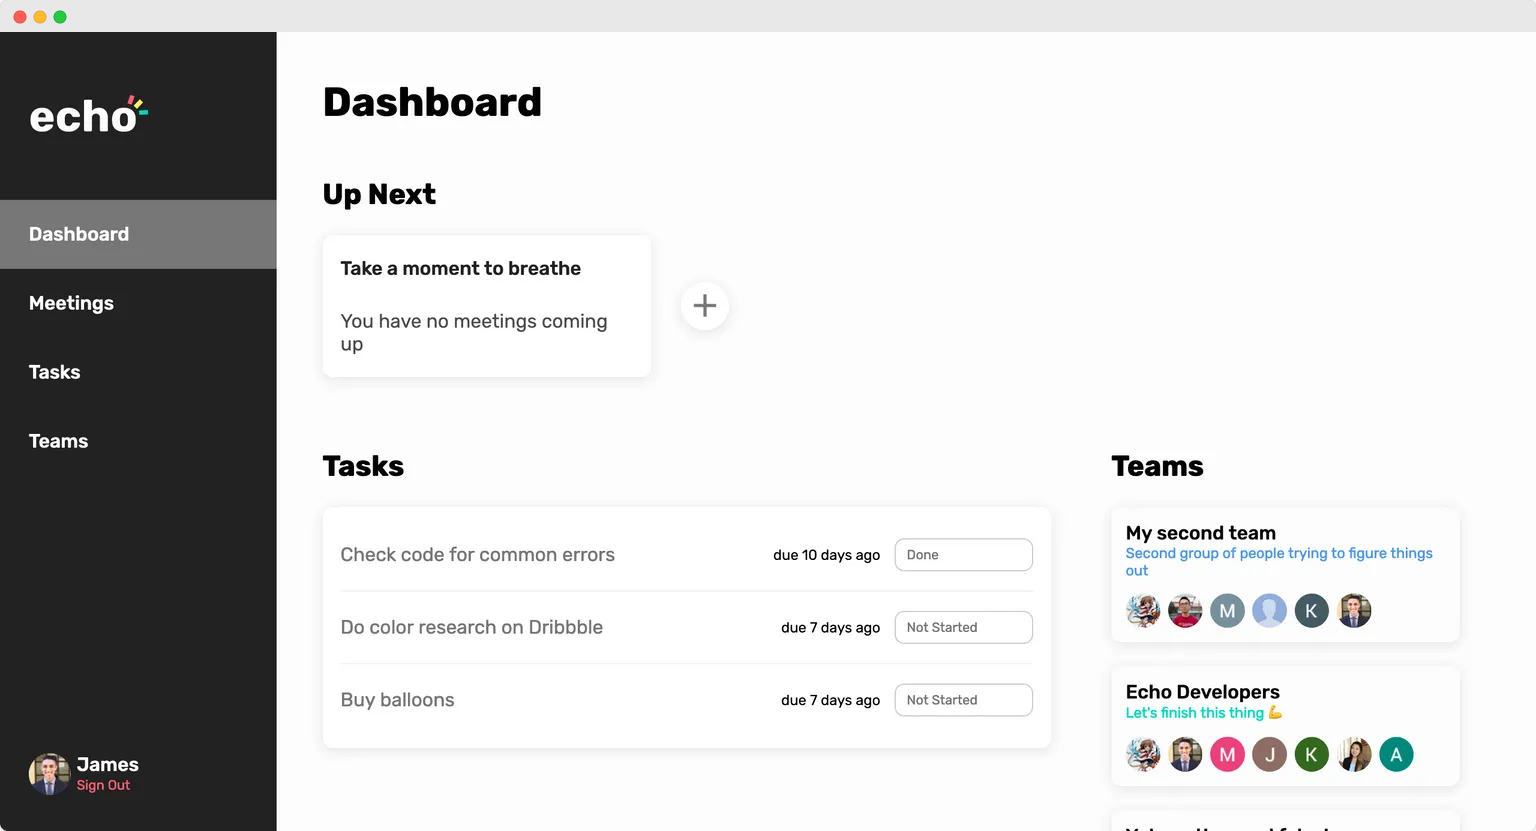 echo
Dashboard
Meetings
Tasks
Teams
James
Sign Out
Dashboard
Up Next
Take a moment to breathe
You have no meetings coming
up
Tasks
Check code for common errors
due 10 days ago
Done
Do color research on Dribbble
due 7 days ago
Not Started
Buy balloons
due 7 days ago
Not Started
Teams
My second team
Second group of people trying to figure things
out
M
K
Echo Developers
Let's finish this thing 💪
M
J
K
A